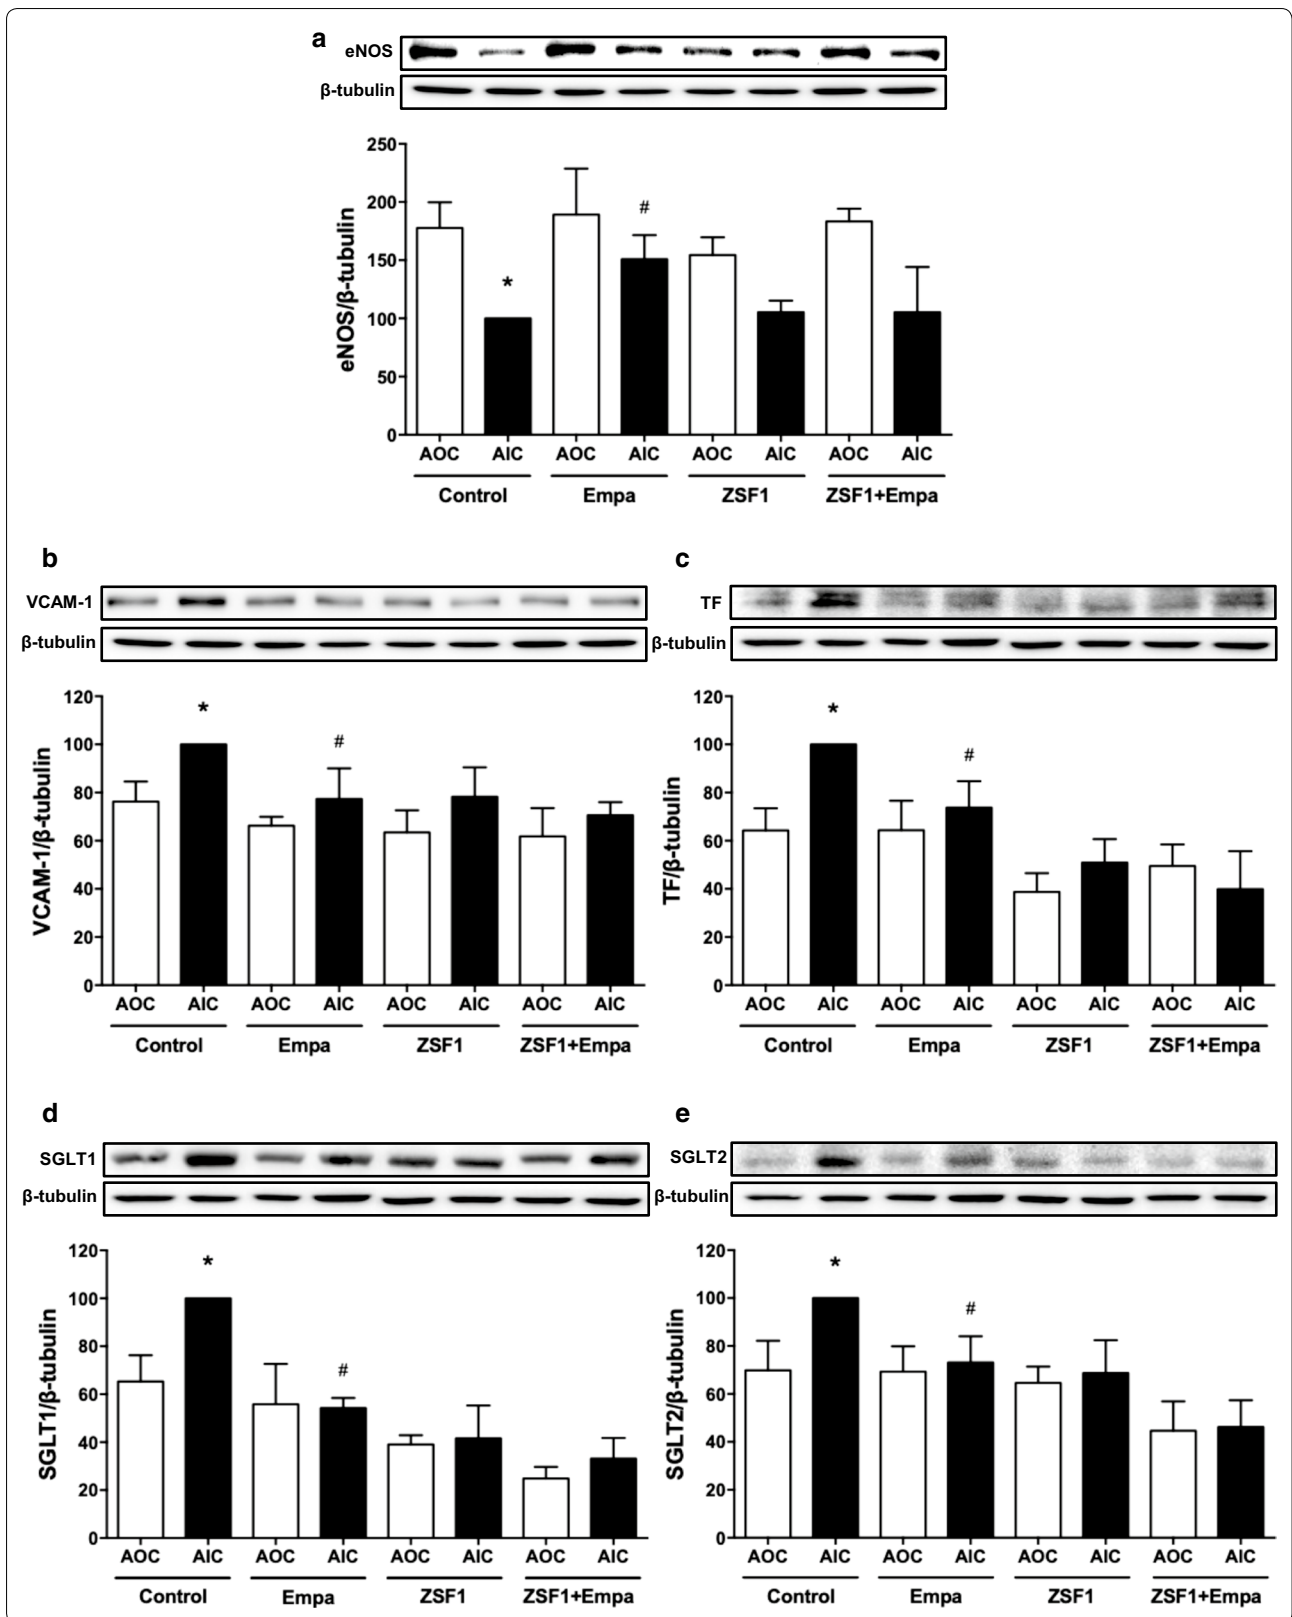 a
eNOS
β-tubulin
250
200
150
100
50
0
eNOS/β-tubulin
*
#
AOC AIC AOC AIC AOC AIC AOC AIC
Control Empa ZSF1 ZSF1+Empa
b
VCAM-1
β-tubulin
120
100
80
60
40
20
0
VCAM-1/β-tubulin
*
#
AOC AIC AOC AIC AOC AIC AOC AIC
Control Empa ZSF1 ZSF1+Empa
c
TF
β-tubulin
120
100
80
60
40
20
0
TF/β-tubulin
*
#
AOC AIC AOC AIC AOC AIC AOC AIC
Control Empa ZSF1 ZSF1+Empa
d
SGLT1
β-tubulin
120
100
80
60
40
20
0
SGLT1/β-tubulin
*
#
AOC AIC AOC AIC AOC AIC AOC AIC
Control Empa ZSF1 ZSF1+Empa
e
SGLT2
β-tubulin
120
100
80
60
40
20
0
SGLT2/β-tubulin
*
#
AOC AIC AOC AIC AOC AIC AOC AIC
Control Empa ZSF1 ZSF1+Empa